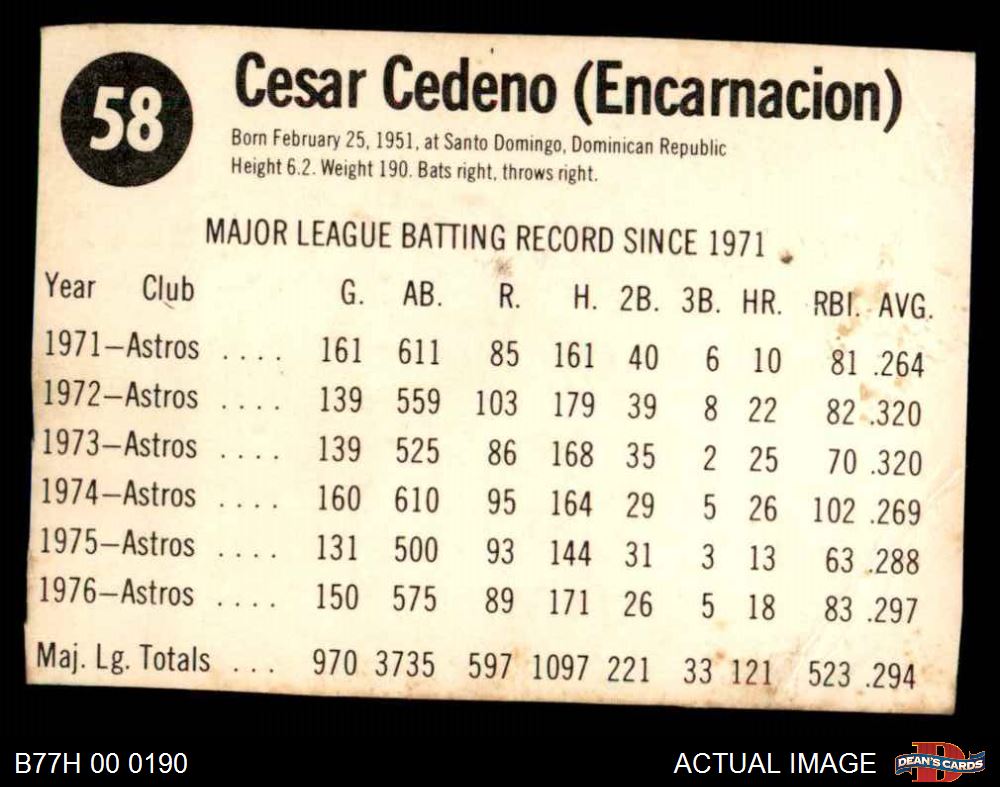 58
Cesar Cedeno (Encarnacion)
Born February 25, 1951, at Santo Domingo, Dominican Republic
Height 6.2. Weight 190. Bats right, throws right.
MAJOR LEAGUE BATTING RECORD SINCE 1971
Year Club G. AB. R. H. 2B. 3B. HR. RBI. AVG.
1971—Astros .... 161 611 85 161 40 6 10 81 .264
1972—Astros .... 139 559 103 179 39 8 22 82 .320
1973—Astros .... 139 525 86 168 35 2 25 70 .320
1974—Astros .... 160 610 95 164 29 5 26 102 .269
1975—Astros .... 131 500 93 144 31 3 13 63 .288
1976—Astros .... 150 575 89 171 26 5 18 83 .297
Maj. Lg. Totals ... 970 3735 597 1097 221 33 121 523 .294
B77H 00 0190 ACTUAL IMAGE DEAN'S CARDS